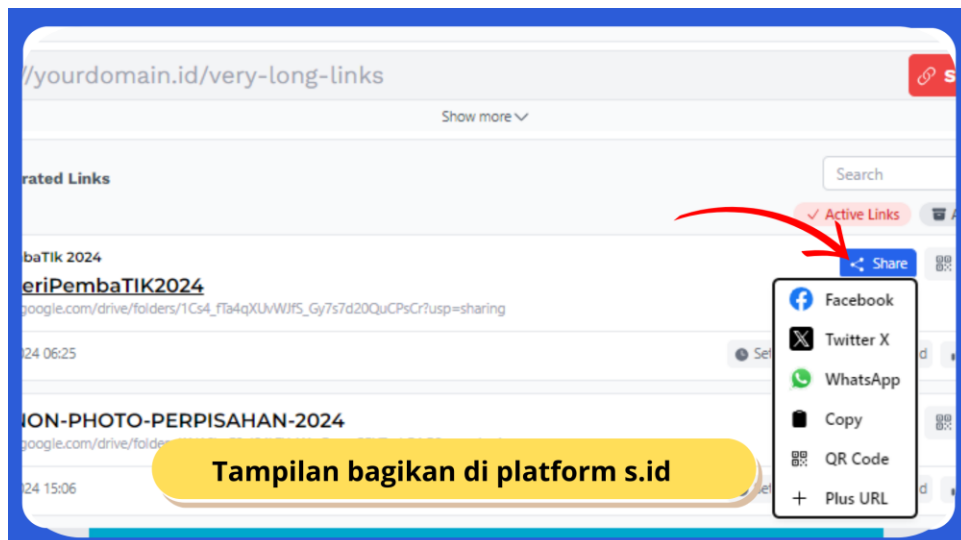 //yourdomain.id/very-long-links
Show more
rated Links
Search
Active Links
baTIk 2024
Share
eriPembaTIK2024
google.com/drive/folders/1Cs4_fTa4qXUvWJfS_Gy7s7d20QuCPsCr?usp=sharing
Facebook
Twitter X
WhatsApp
Copy
QR Code
Plus URL
024 06:25
Set
NON-PHOTO-PERPISAHAN-2024
google.com/drive/folde
024 15:06
Tampilan bagikan di platform s.id